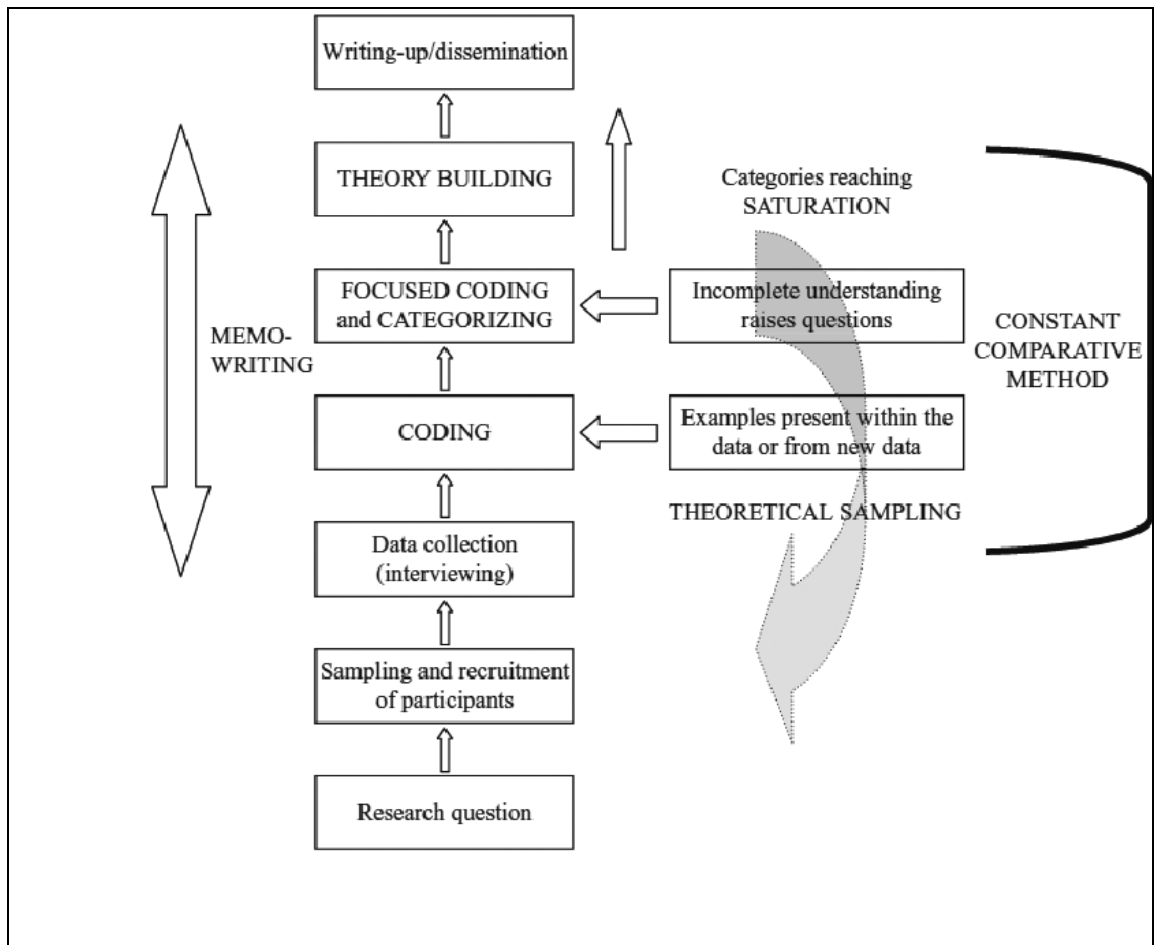 Writing-up/dissemination
THEORY BUILDING
Categories reaching
SATURATION
FOCUSED CODING
and CATEGORIZING
Incomplete understanding
raises questions
MEMO-
WRITING
CONSTANT
COMPARATIVE
METHOD
CODING
Examples present within the
data or from new data
THEORETICAL SAMPLING
Data collection
(interviewing)
Sampling and recruitment
of participants
Research question